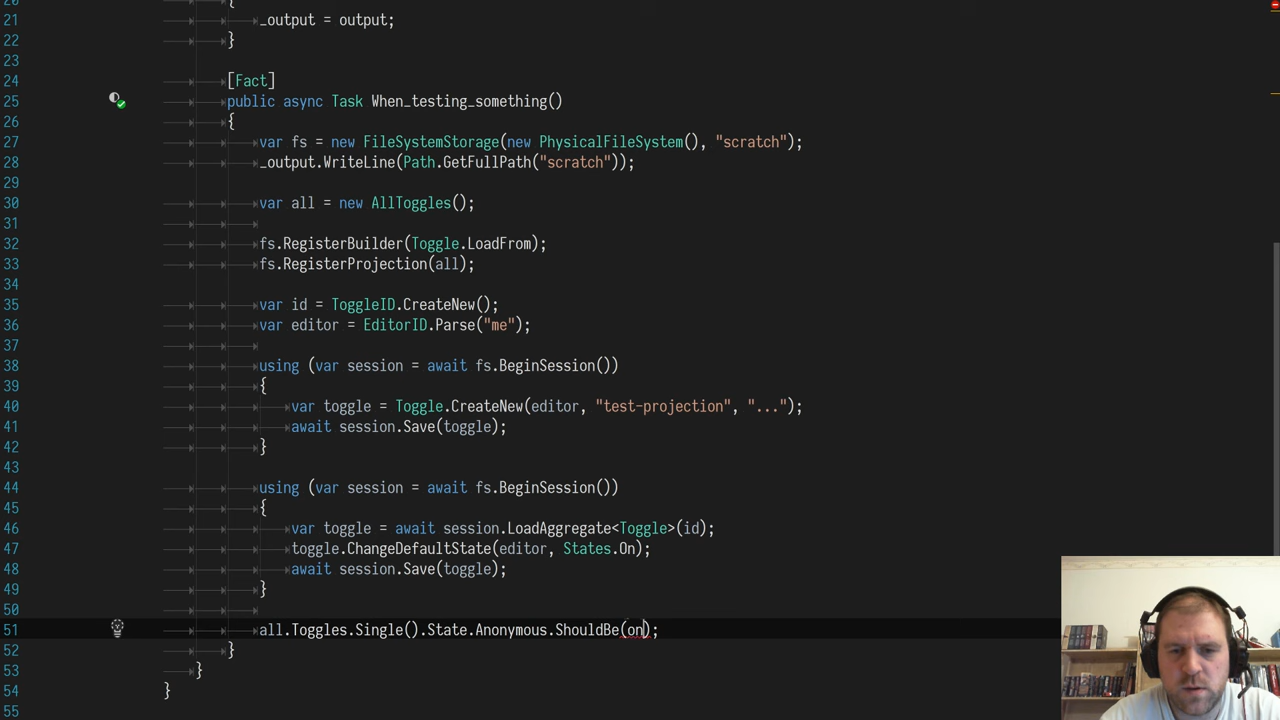 20 {
21 _output = output;
22 }
23
24 [Fact]
25 public async Task When_testing_something()
26 {
27 var fs = new FileSystemStorage(new PhysicalFileSystem(), "scratch");
28 _output.WriteLine(Path.GetFullPath("scratch"));
29
30 var all = new AllToggles();
31
32 fs.RegisterBuilder(Toggle.LoadFrom);
33 fs.RegisterProjection(all);
34
35 var id = ToggleID.CreateNew();
36 var editor = EditorID.Parse("me");
37
38 using (var session = await fs.BeginSession())
39 {
40 var toggle = Toggle.CreateNew(editor, "test-projection", "...");
41 await session.Save(toggle);
42 }
43
44 using (var session = await fs.BeginSession())
45 {
46 var toggle = await session.LoadAggregate<Toggle>(id);
47 toggle.ChangeDefaultState(editor, States.On);
48 await session.Save(toggle);
49 }
50
51 all.Toggles.Single().State.Anonymous.ShouldBe(on);
52 }
53 }
54 }
55